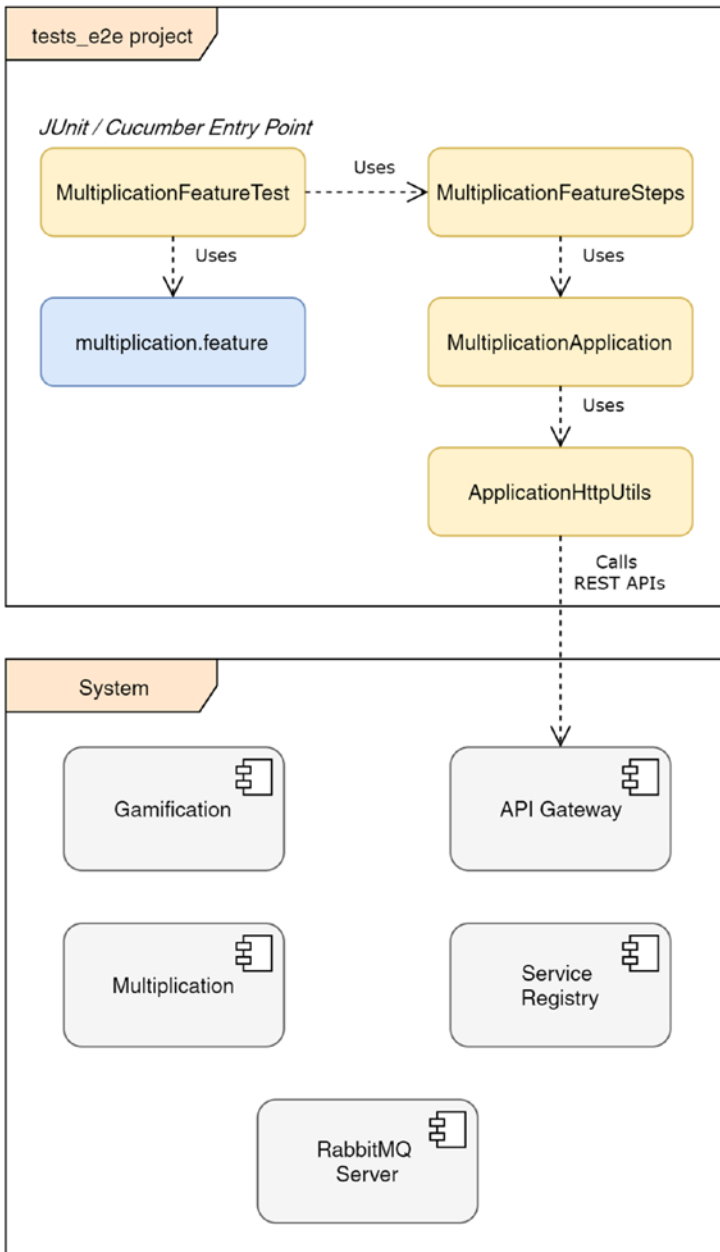 tests_e2e project
JUnit / Cucumber Entry Point
MultiplicationFeatureTest
Uses
MultiplicationFeatureSteps
Uses
Uses
multiplication.feature
MultiplicationApplication
Uses
ApplicationHttpUtils
Calls
REST APIs
System
Gamification
API Gateway
Multiplication
Service
Registry
RabbitMQ
Server